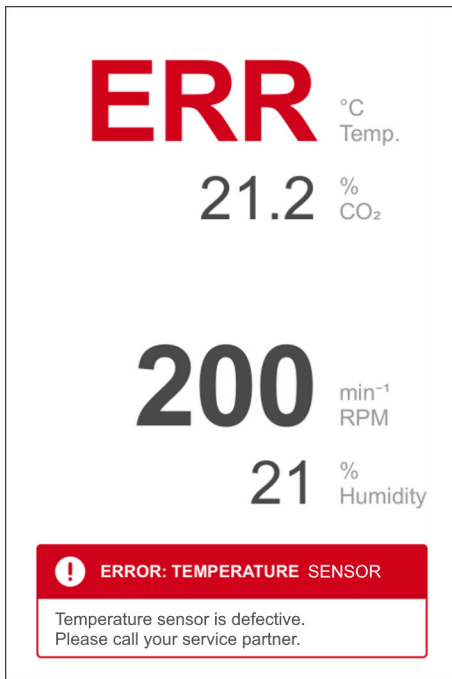 ERR °C
Temp.
21.2 %
CO₂
200 min⁻¹
RPM
21 %
Humidity
! ERROR: TEMPERATURE SENSOR
Temperature sensor is defective.
Please call your service partner.